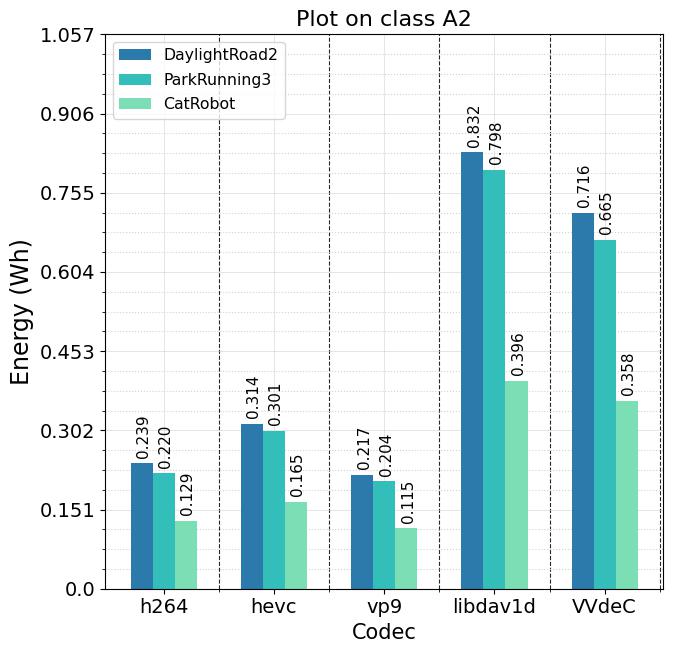 Plot on class A2
1.057
0.906
0.755
0.604
0.453
0.302
0.151
0.0
Energy (Wh)
DaylightRoad2
ParkRunning3
CatRobot
0.239
0.220
0.129
0.314
0.301
0.165
0.217
0.204
0.115
0.832
0.798
0.396
0.716
0.665
0.358
h264
hevc
vp9
libdav1d
VVdeC
Codec